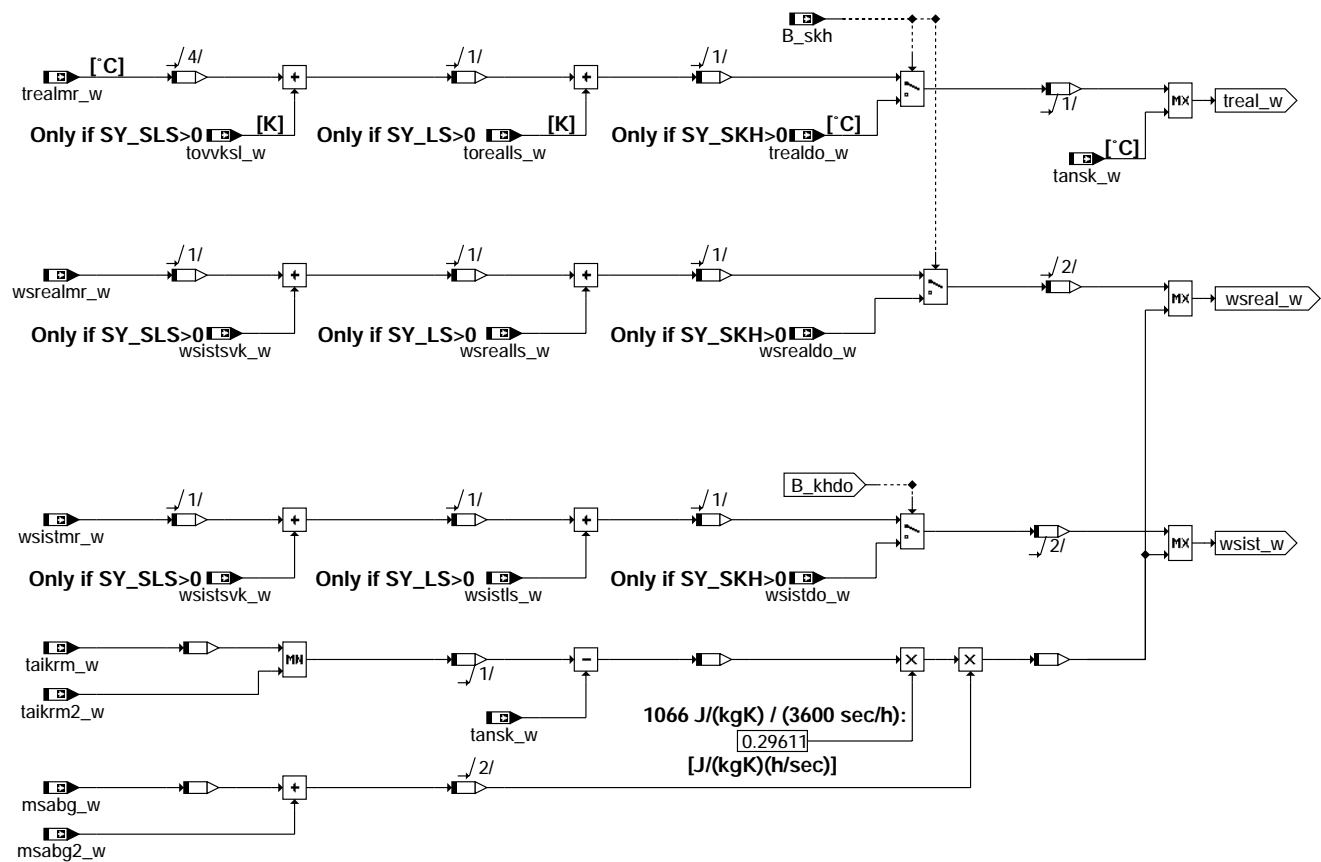 B_skh
[°C] 4/ + 1/ + 1/
trealmr_w
1/ MX treal_w
Only if SY_SLS>0 [K] Only if SY_LS>0 [K] Only if SY_SKH>0 [°C]
tovvksl_w torealls_w trealdo_w
[°C]
tansk_w
1/ + 1/ + 1/ 2/
wsrealmr_w
MX wsreal_w
Only if SY_SLS>0 Only if SY_LS>0 Only if SY_SKH>0
wsistsvk_w wsrealls_w wsrealdo_w
B_khdo
1/ + 1/ + 1/
wsistmr_w
2/ MX wsist_w
Only if SY_SLS>0 Only if SY_LS>0 Only if SY_SKH>0
wsistsvk_w wsistls_w wsistdo_w
taikrm_w
MN 1/ - X X
taikrm2_w
tansk_w
1066 J/(kgK) / (3600 sec/h):
0.29611
[J/(kgK)(h/sec)]
msabg_w
+ 2/
msabg2_w